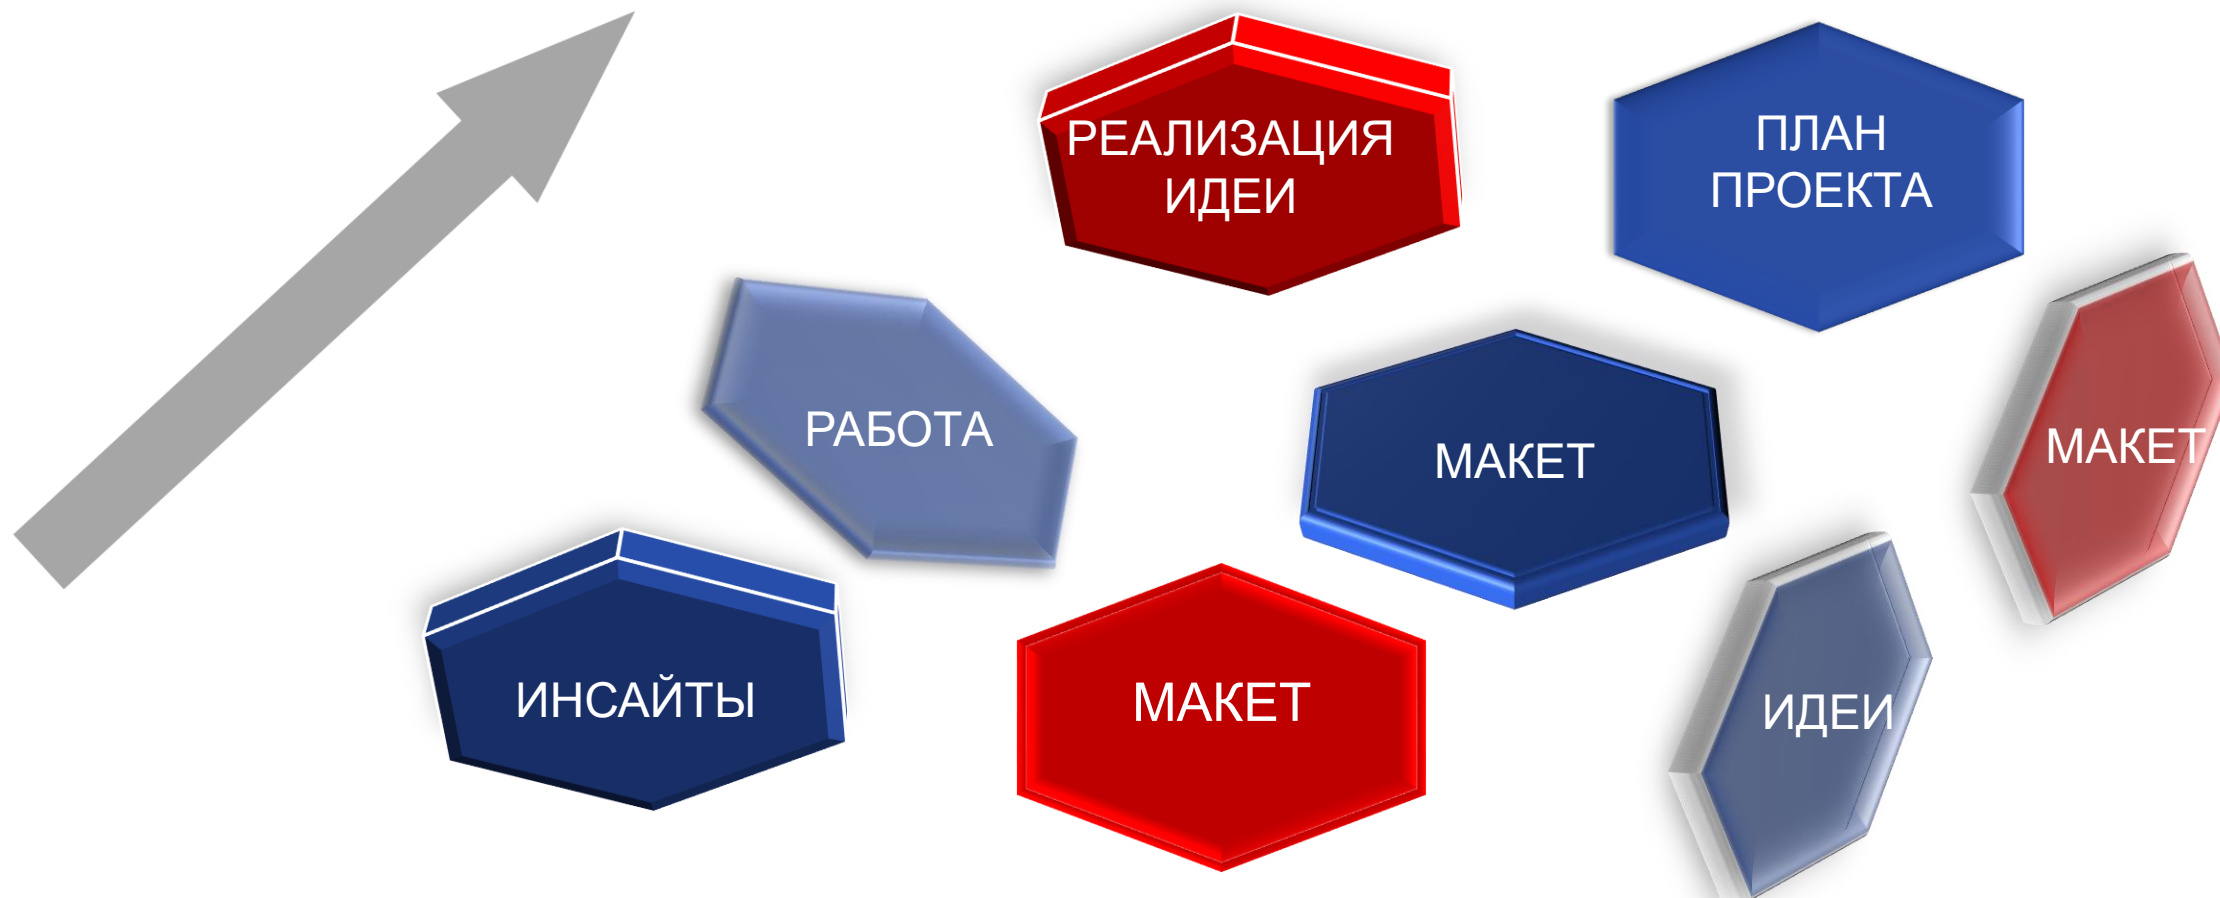 РЕАЛИЗАЦИЯ
ИДЕИ
ПЛАН
ПРОЕКТА
РАБОТА
МАКЕТ
МАКЕТ
ИНСАЙТЫ
МАКЕТ
ИДЕИ